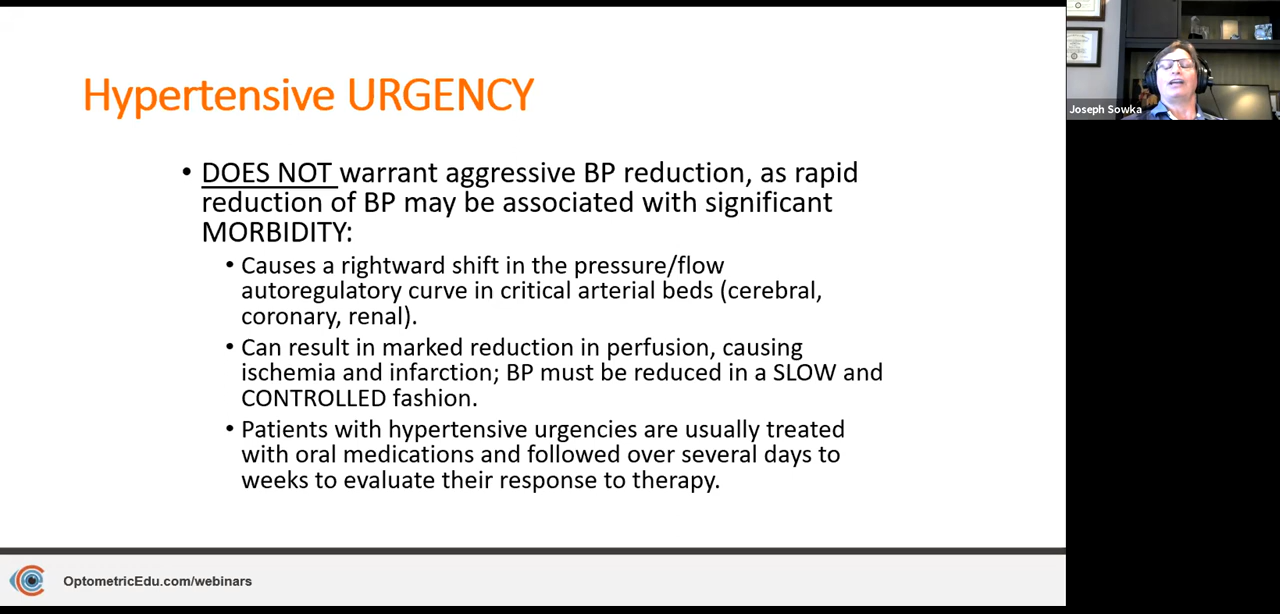 Hypertensive URGENCY
• DOES NOT warrant aggressive BP reduction, as rapid
reduction of BP may be associated with significant
MORBIDITY:
• Causes a rightward shift in the pressure/flow
autoregulatory curve in critical arterial beds (cerebral,
coronary, renal).
• Can result in marked reduction in perfusion, causing
ischemia and infarction; BP must be reduced in a SLOW and
CONTROLLED fashion.
• Patients with hypertensive urgencies are usually treated
with oral medications and followed over several days to
weeks to evaluate their response to therapy.
OptometricEdu.com/webinars
Joseph Sowka